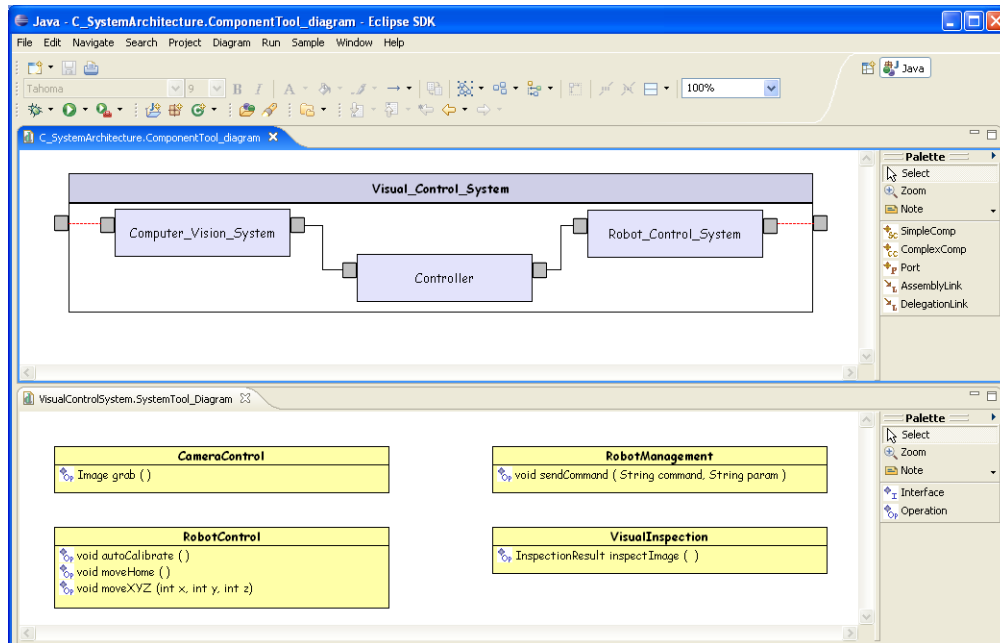 Java - C_SystemArchitecture.ComponentTool_diagram - Eclipse SDK
File Edit Navigate Search Project Diagram Run Sample Window Help
Java
Tahoma 9 B I A 100%
C_SystemArchitecture.ComponentTool_diagram
Visual_Control_System
Computer_Vision_System
Robot_Control_System
Controller
Palette
Select
Zoom
Note
SimpleComp
ComplexComp
Port
AssemblyLink
DelegationLink
VisualControlSystem.SystemTool_Diagram
CameraControl
Image grab ( )
RobotManagement
void sendCommand ( String command, String param )
RobotControl
void autoCalibrate ( )
void moveHome ( )
void moveXYZ (int x, int y, int z)
VisualInspection
InspectionResult inspectImage ( )
Palette
Select
Zoom
Note
Interface
Operation